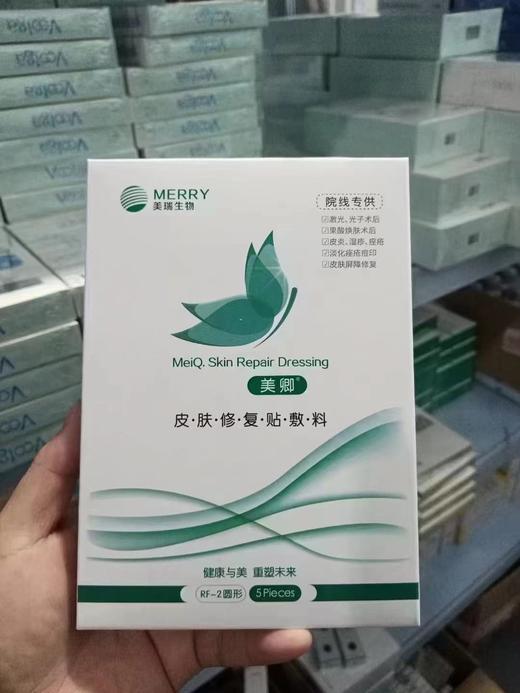 MERRY
美瑞生物
院线专供
激光、光子术后
果酸焕肤术后
皮炎、湿疹、痤疮
淡化痤疮痘印
皮肤屏障修复
MeiQ. Skin Repair Dressing
美卿®
皮·肤·修·复·贴·敷·料
健康与美 重塑未来
RF-2圆形 5 Pieces